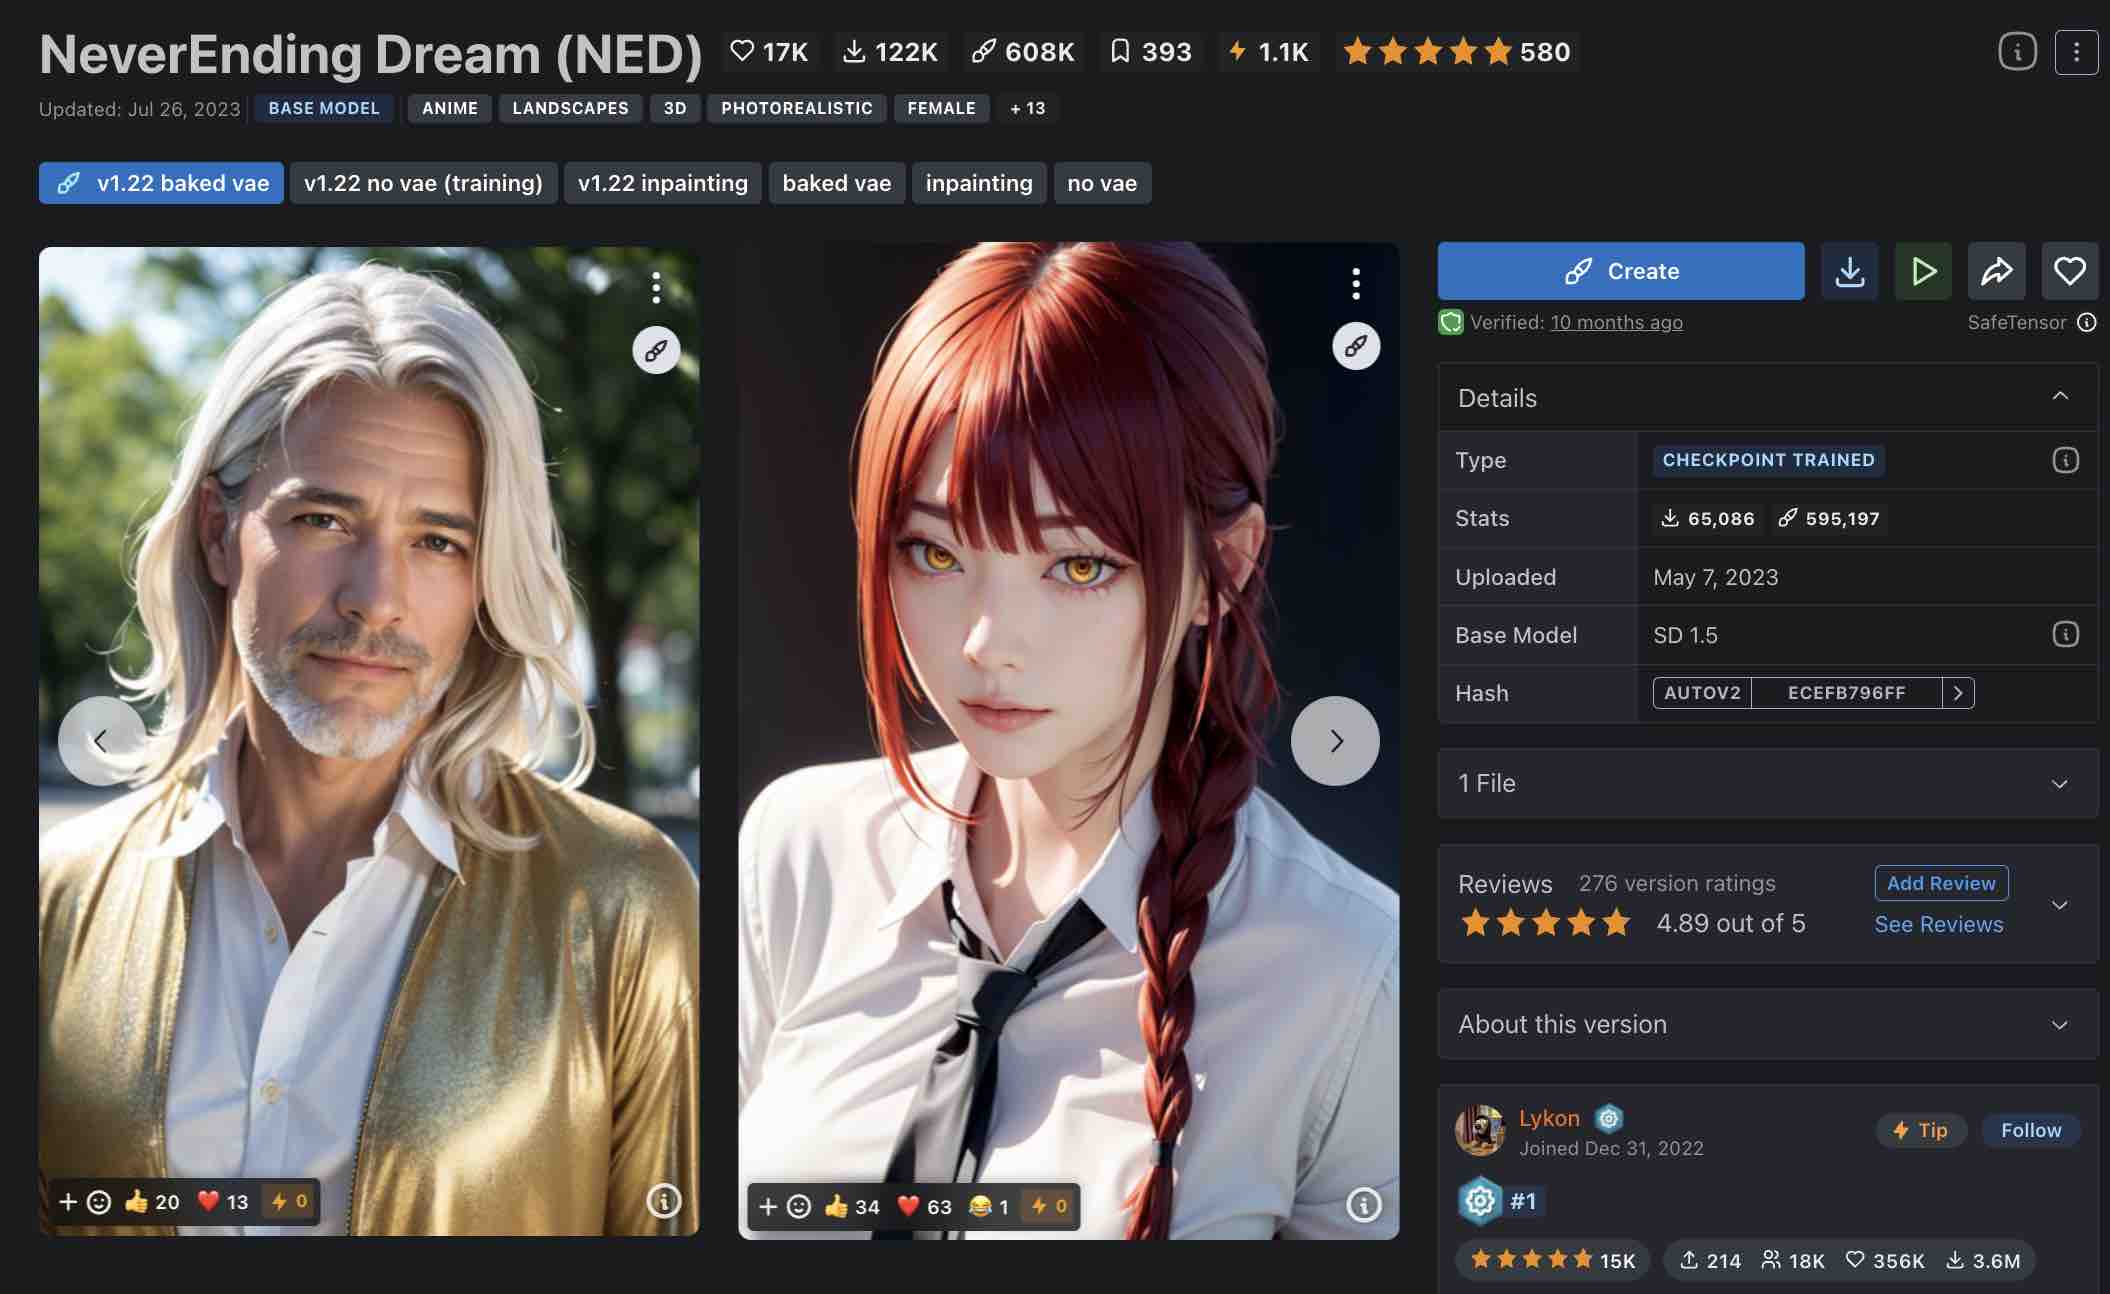 NeverEnding Dream (NED) 17K 122K 608K 393 1.1K 580
Updated: Jul 26, 2023 BASE MODEL ANIME LANDSCAPES 3D PHOTOREALISTIC FEMALE + 13
v1.22 baked vae v1.22 no vae (training) v1.22 inpainting baked vae inpainting no vae
Create
Verified: 10 months ago SafeTensor
Details
Type CHECKPOINT TRAINED
Stats 65,086 595,197
Uploaded May 7, 2023
Base Model SD 1.5
Hash AUTOV2 ECEFB796FF
1 File
Reviews 276 version ratings Add Review
4.89 out of 5 See Reviews
About this version
Lykon Tip Follow
Joined Dec 31, 2022
#1
15K 214 18K 356K 3.6M
20 13 0
34 63 1 0